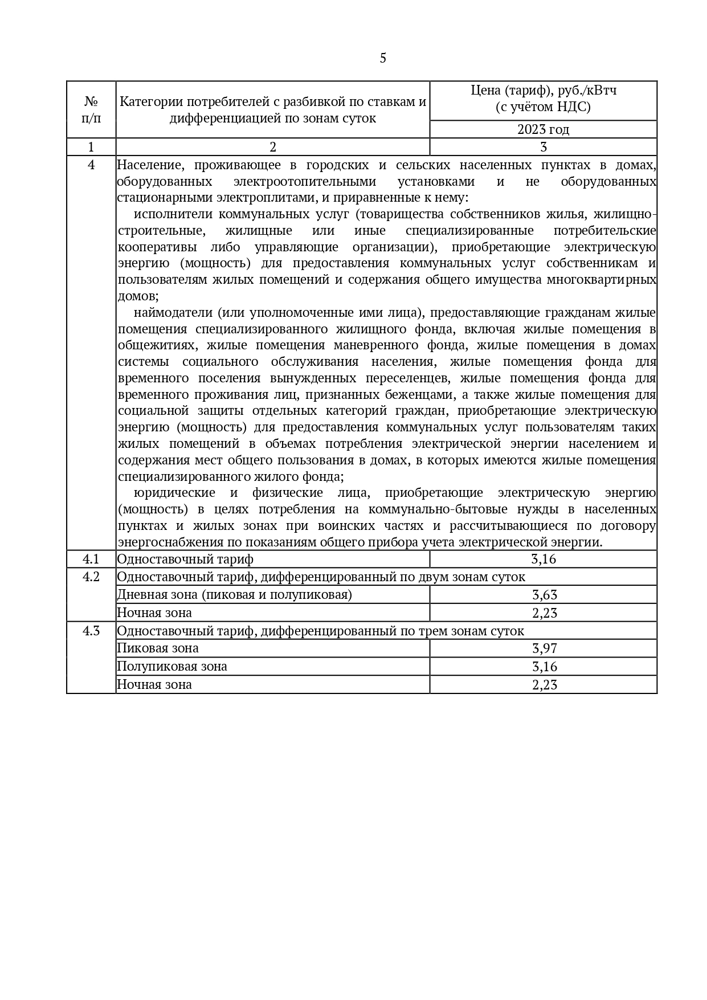 5
№
п/п
Категории потребителей с разбивкой по ставкам и
дифференциацией по зонам суток
Цена (тариф), руб./кВтч
(с учётом НДС)
2023 год
1 2 3
4 Население, проживающее в городских и сельских населенных пунктах в домах,
оборудованных электроотопительными установками и не оборудованных
стационарными электроплитами, и приравненные к нему:
исполнители коммунальных услуг (товарищества собственников жилья, жилищно-
строительные, жилищные или иные специализированные потребительские
кооперативы либо управляющие организации), приобретающие электрическую
энергию (мощность) для предоставления коммунальных услуг собственникам и
пользователям жилых помещений и содержания общего имущества многоквартирных
домов;
наймодатели (или уполномоченные ими лица), предоставляющие гражданам жилые
помещения специализированного жилищного фонда, включая жилые помещения в
общежитиях, жилые помещения маневренного фонда, жилые помещения в домах
системы социального обслуживания населения, жилые помещения фонда для
временного поселения вынужденных переселенцев, жилые помещения фонда для
временного проживания лиц, признанных беженцами, а также жилые помещения для
социальной защиты отдельных категорий граждан, приобретающие электрическую
энергию (мощность) для предоставления коммунальных услуг пользователям таких
жилых помещений в объемах потребления электрической энергии населением и
содержания мест общего пользования в домах, в которых имеются жилые помещения
специализированного жилого фонда;
юридические и физические лица, приобретающие электрическую энергию
(мощность) в целях потребления на коммунально-бытовые нужды в населенных
пунктах и жилых зонах при воинских частях и рассчитывающиеся по договору
энергоснабжения по показаниям общего прибора учета электрической энергии.
4.1 Одноставочный тариф 3,16
4.2 Одноставочный тариф, дифференцированный по двум зонам суток
Дневная зона (пиковая и полупиковая) 3,63
Ночная зона 2,23
4.3 Одноставочный тариф, дифференцированный по трем зонам суток
Пиковая зона 3,97
Полупиковая зона 3,16
Ночная зона 2,23